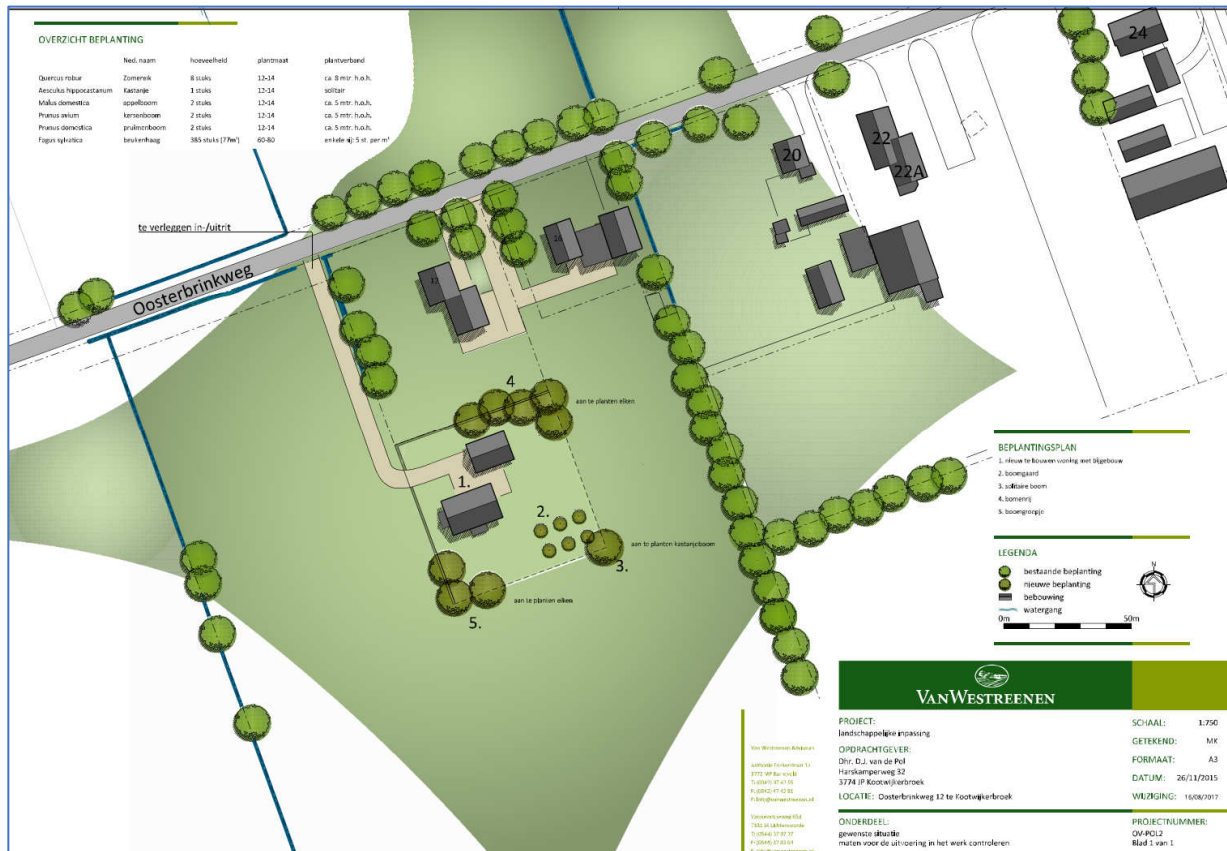 OVERZICHT BEPLANTING
Ned. naam hoeveelheid plantmaat plantverband
Quercus robur Zomereik 8 stuks 12-14 ca. 8 mtr. h.o.h.
Aesculus hippocastanum Kastanje 1 stuks 12-14 solitair
Malus domestica appelboom 2 stuks 12-14 ca. 5 mtr. h.o.h.
Prunus avium kersenboom 2 stuks 12-14 ca. 5 mtr. h.o.h.
Prunus domestica pruimenboom 2 stuks 12-14 ca. 5 mtr. h.o.h.
Fagus sylvatica beukenhaag 385 stuks (77m¹) 60-80 enkele rij: 5 st. per m¹
te verleggen in-/uitrit
Oosterbrinkweg
24
22
22A
20
16
12
4
aan te planten eiken
1.
2.
aan te planten kastanjeboom
3.
aan te planten eiken
5.
BEPLANTINGSPLAN
1. nieuw te bouwen woning met bijgebouw
2. boomgaard
3. solitaire boom
4. bomenrij
5. boomgroepje
LEGENDA
bestaande beplanting
nieuwe beplanting
bebouwing
watergang
N
0m 50m
VANWESTREENEN
Van Westreenen Adviseurs
3772 MP Barneveld
PROJECT:
landschappelijke inpassing
OPDRACHTGEVER:
Dhr. D.J. van de Pol
Harskamperweg 32
3774 JP Kootwijkerbroek
LOCATIE: Oosterbrinkweg 12 te Kootwijkerbroek
SCHAAL: 1:750
GETEKEND: MK
FORMAAT: A3
DATUM: 26/11/2015
WIJZIGING: 16/08/2017
ONDERDEEL:
gewenste situatie
maten voor de uitvoering in het werk controleren
PROJECTNUMMER:
OV-POL2
Blad 1 van 1